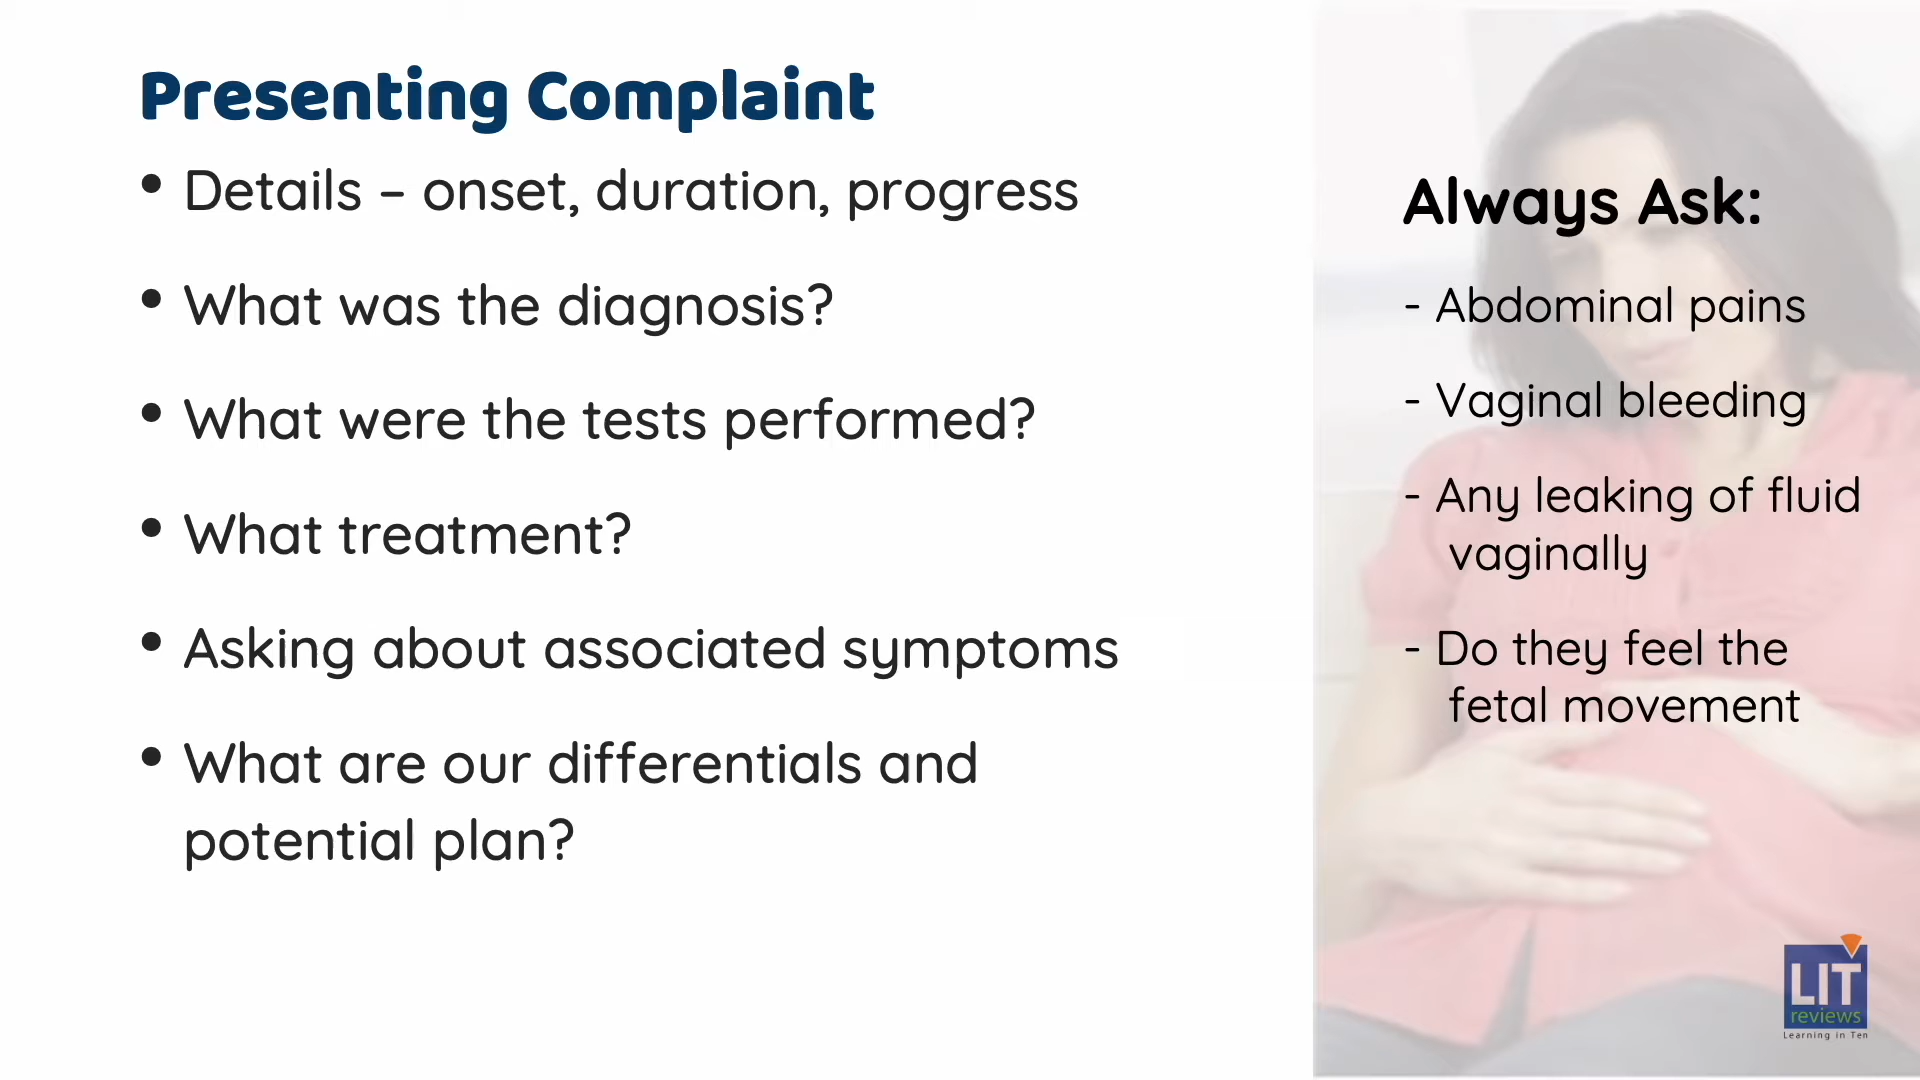 Presenting Complaint
• Details – onset, duration, progress
• What was the diagnosis?
• What were the tests performed?
• What treatment?
• Asking about associated symptoms
• What are our differentials and
potential plan?
Always Ask:
- Abdominal pains
- Vaginal bleeding
- Any leaking of fluid
vaginally
- Do they feel the
fetal movement
LIT
reviews
Learning in Ten